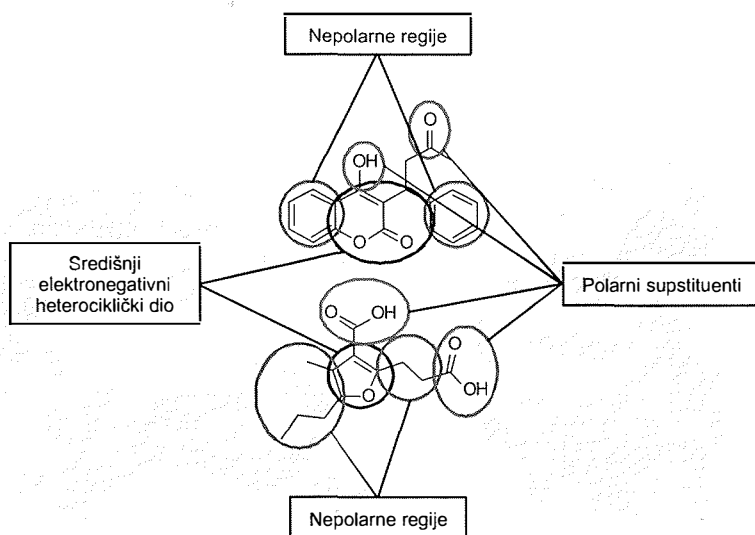 Nepolarne regije
O
OH
O
O
Središnji
elektronegativni
heterociklički dio
Polarni supstituenti
O
OH
O
O
OH
Nepolarne regije